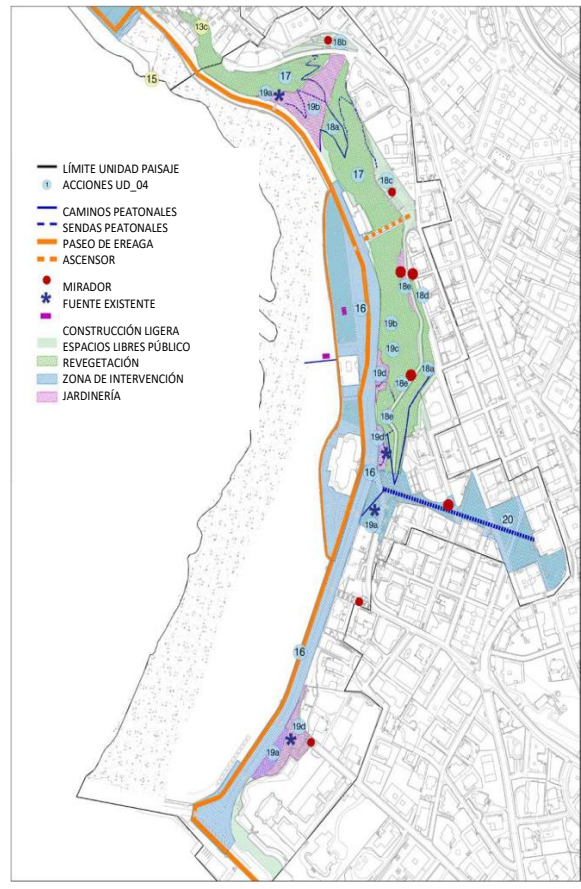 13c
18b
15
17
19a
19b
18a
LÍMITE UNIDAD PAISAJE
1 ACCIONES UD_04
17
18c
CAMINOS PEATONALES
SENDAS PEATONALES
PASEO DE EREAGA
ASCENSOR
MIRADOR
FUENTE EXISTENTE
CONSTRUCCIÓN LIGERA
ESPACIOS LIBRES PÚBLICO
REVEGETACIÓN
ZONA DE INTERVENCIÓN
JARDINERÍA
18e
18d
16
19b
19c
19d
18a
18e
18e
19d
16
19a
20
16
19d
19a